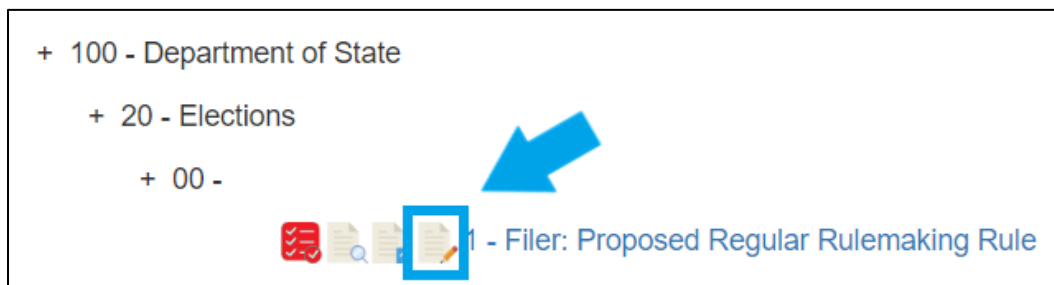 + 100 - Department of State
+ 20 - Elections
+ 00 -
1 - Filer: Proposed Regular Rulemaking Rule